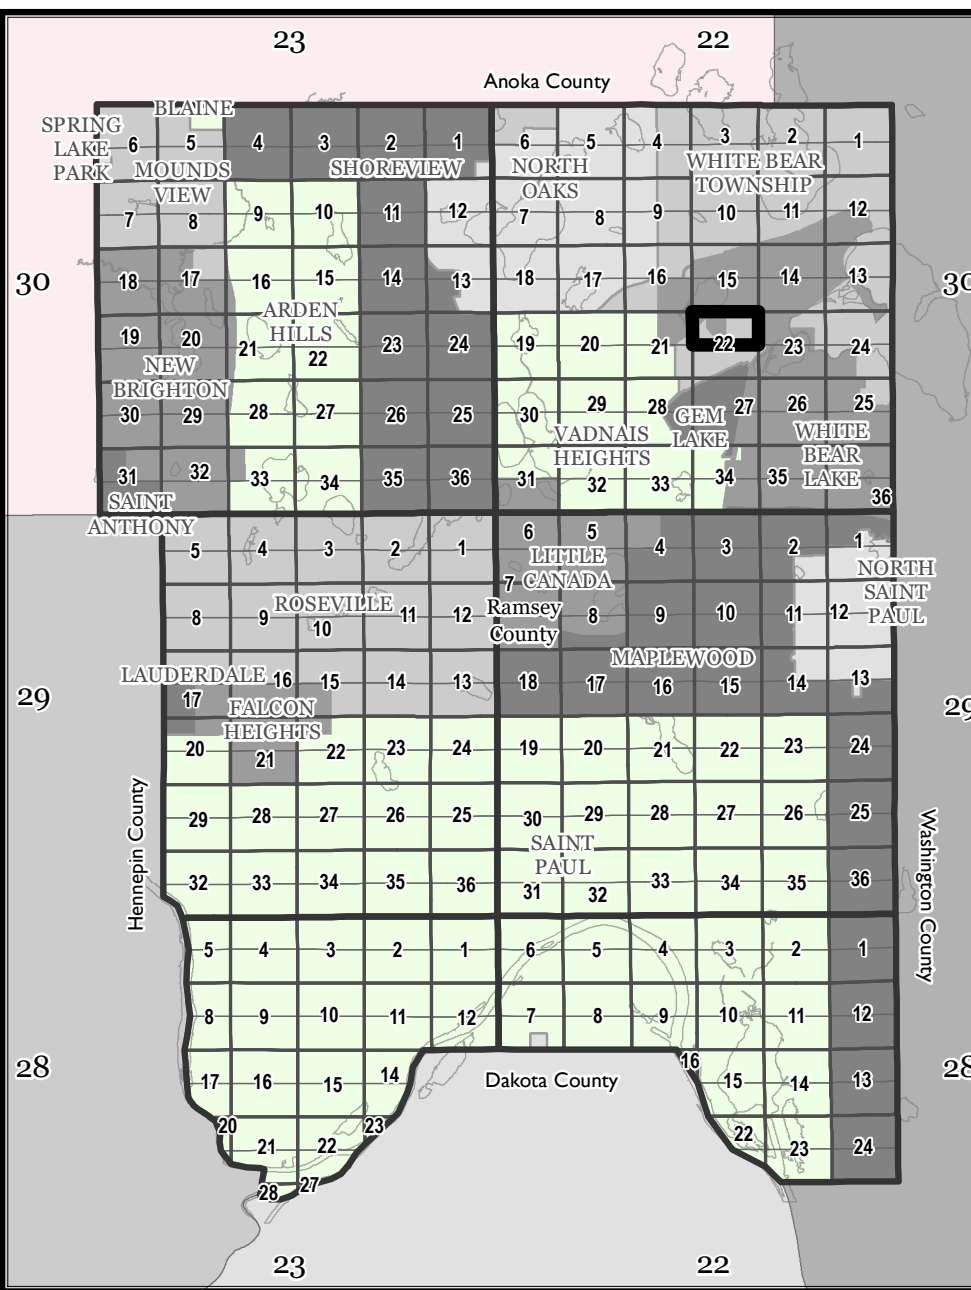 23 22
Anoka County
BLAINE
SPRING
LAKE
PARK
6 5 4 3 2 1 6 5 4 3 2 1
MOUNDS
VIEW
SHOREVIEW
NORTH
OAKS
WHITE BEAR
TOWNSHIP
7 8 9 10 11 12 7 8 9 10 11 12
30 18 17 16 15 14 13 18 17 16 15 14 13 30
ARDEN
HILLS
19 20 21 22 23 24 19 20 21 22 23 24
NEW
BRIGHTON
30 29 28 27 26 25 30 29 28 27 26 25
GEM
LAKE
VADNAIS
HEIGHTS
WHITE
BEAR
LAKE
31 32 33 34 35 36 31 32 33 34 35 36
SAINT
ANTHONY
5 4 3 2 1 6 5 4 3 2 1
LITTLE
CANADA
NORTH
SAINT
PAUL
8 9 10 11 12 7 8 9 10 11 12
ROSEVILLE
Ramsey
County
MAPLEWOOD
LAUDERDALE
29 17 16 15 14 13 18 17 16 15 14 13 29
FALCON
HEIGHTS
20 21 22 23 24 19 20 21 22 23 24
Hennepin County
29 28 27 26 25 30 29 28 27 26 25
Washington County
SAINT
PAUL
32 33 34 35 36 31 32 33 34 35 36
5 4 3 2 1 6 5 4 3 2 1
8 9 10 11 12 7 8 9 10 11 12
28 17 16 15 14 16 15 14 13 28
Dakota County
20 21 22 23 22 23 24
28 27
23 22